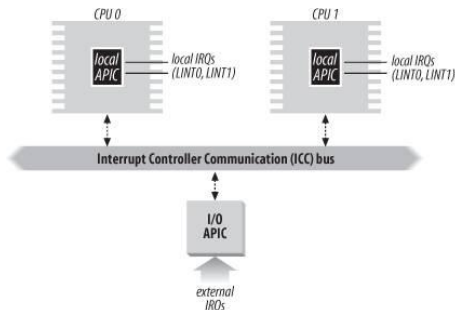 CPU 0
CPU 1
local
APIC
local IRQs
(LINT0, LINT1)
local
APIC
local IRQs
(LINT0, LINT1)
Interrupt Controller Communication (ICC) bus
I/O
APIC
external
IRQs